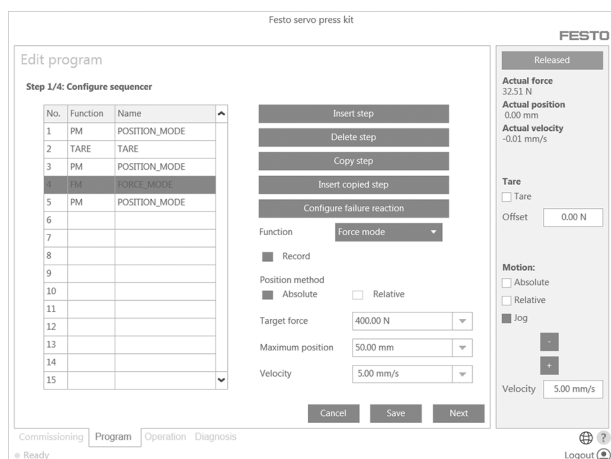 Festo servo press kit
FESTO
Edit program
Step 1/4: Configure sequencer
No. Function Name
1 PM POSITION_MODE
2 TARE TARE
3 PM POSITION_MODE
4 FM FORCE_MODE
5 PM POSITION_MODE
6
7
8
9
10
11
12
13
14
15
Insert step
Delete step
Copy step
Insert copied step
Configure failure reaction
Function Force mode
Record
Position method
Absolute Relative
Target force 400.00 N
Maximum position 50.00 mm
Velocity 5.00 mm/s
Cancel Save Next
Released
Actual force
32.51 N
Actual position
0.00 mm
Actual velocity
-0.01 mm/s
Tare
Tare
Offset 0.00 N
Motion:
Absolute
Relative
Jog
-
+
Velocity 5.00 mm/s
Commissioning Program Operation Diagnosis
?
Ready
Logout